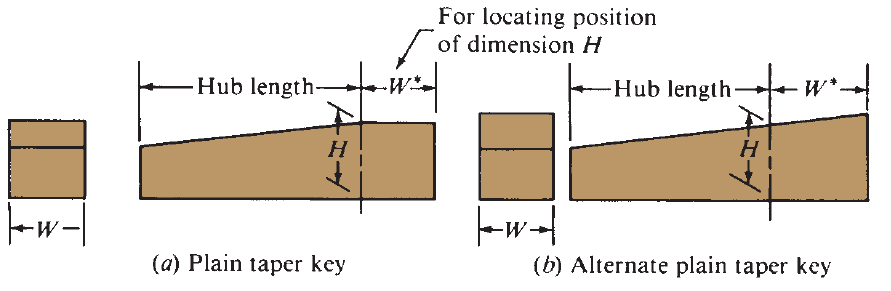 For locating position
of dimension H
Hub length
W*
Hub length
W*
H
H
W
W
(a) Plain taper key
(b) Alternate plain taper key